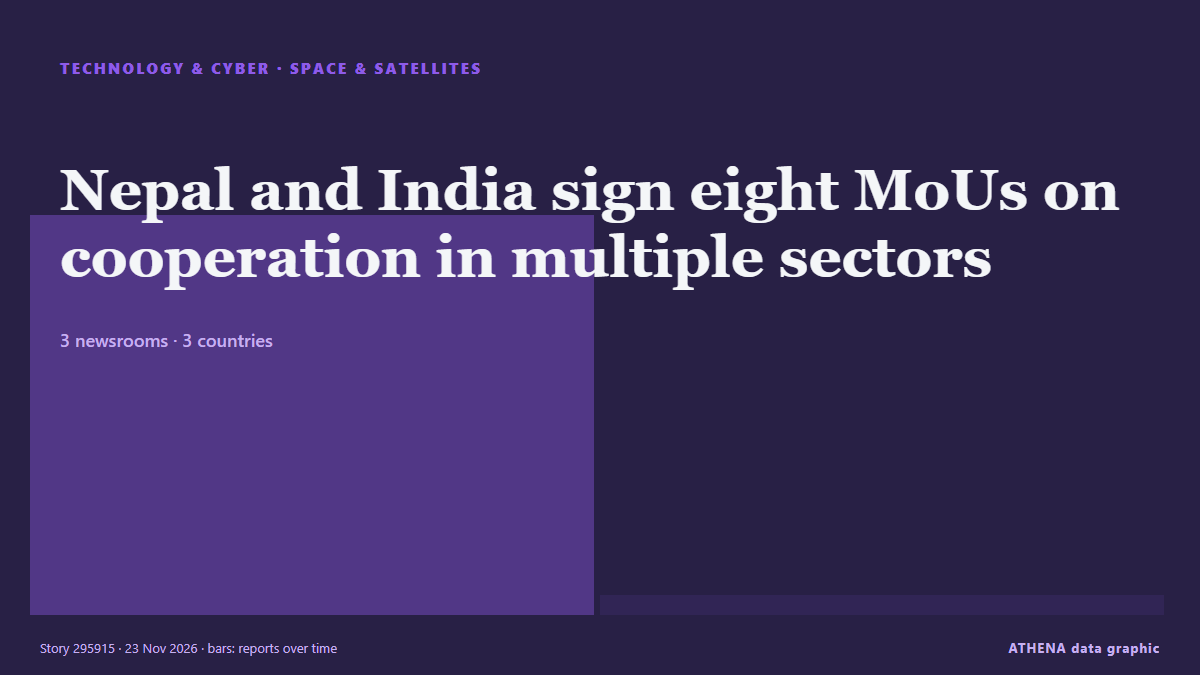 TECHNOLOGY & CYBER · SPACE & SATELLITES
Nepal and India sign eight MoUs on
cooperation in multiple sectors
3 newsrooms · 3 countries
Story 295915 · 23 Nov 2026 · bars: reports over time
ATHENA data graphic